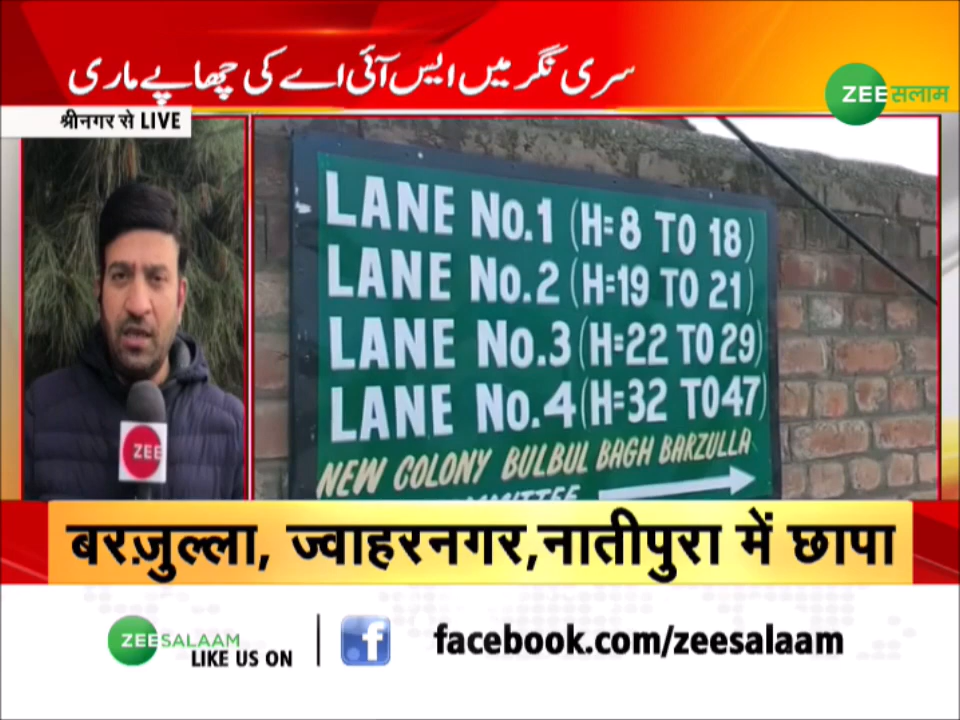 سری نگر میں ایس آئی اے کی چھاپے ماری
ZEE सलाम
श्रीनगर से LIVE
LANE No.1 (H=8 TO 18)
LANE No.2 (H=19 TO 21)
LANE No.3 (H=22 TO 29)
LANE No.4 (H=32 TO 47)
NEW COLONY BULBUL BAGH BARZULLA
ZEE
बरज़ुल्ला, ज्वाहरनगर,नातीपुरा में छापा
ZEESALAAM
LIKE US ON
f
facebook.com/zeesalaam